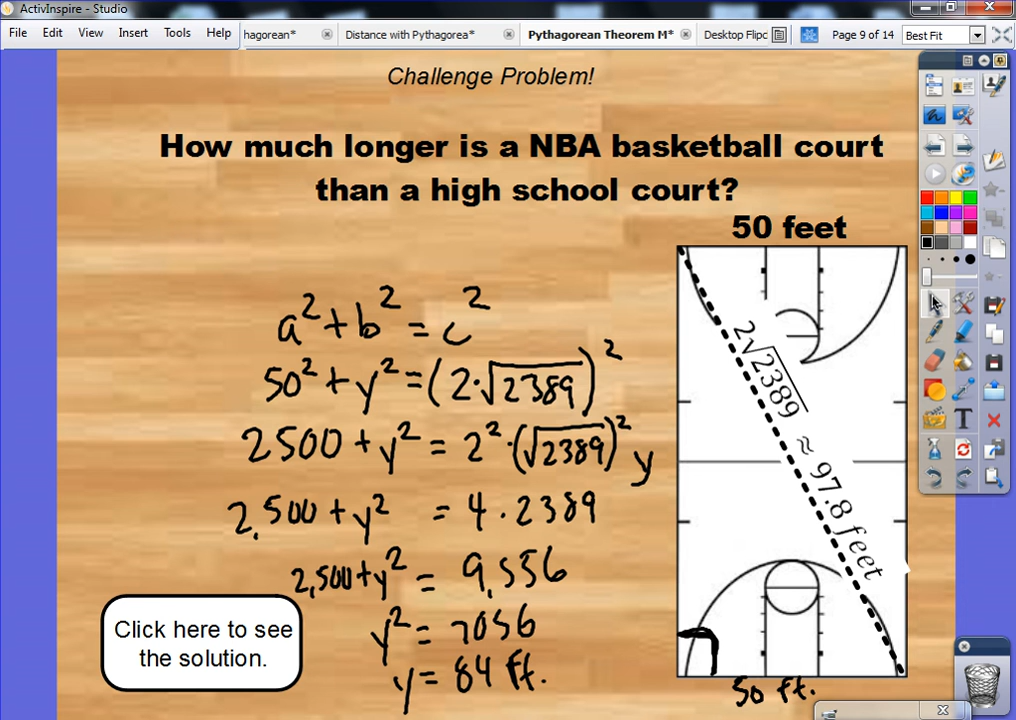 ActivInspire - Studio
File Edit View Insert Tools Help hagorean* Distance with Pythagorea* Pythagorean Theorem M* Desktop Flipd Page 9 of 14 Best Fit
Challenge Problem!
How much longer is a NBA basketball court
than a high school court?
50 feet
a² + b² = c²
50² + y² = (2·√2389)²
2500 + y² = 2²·(√2389)²
y
2,500 + y² = 4·2389
2,500 + y² = 9,556
y² = 7056
y = 84 ft.
2√2389 ≈ 97.8 feet
50 ft.
Click here to see
the solution.